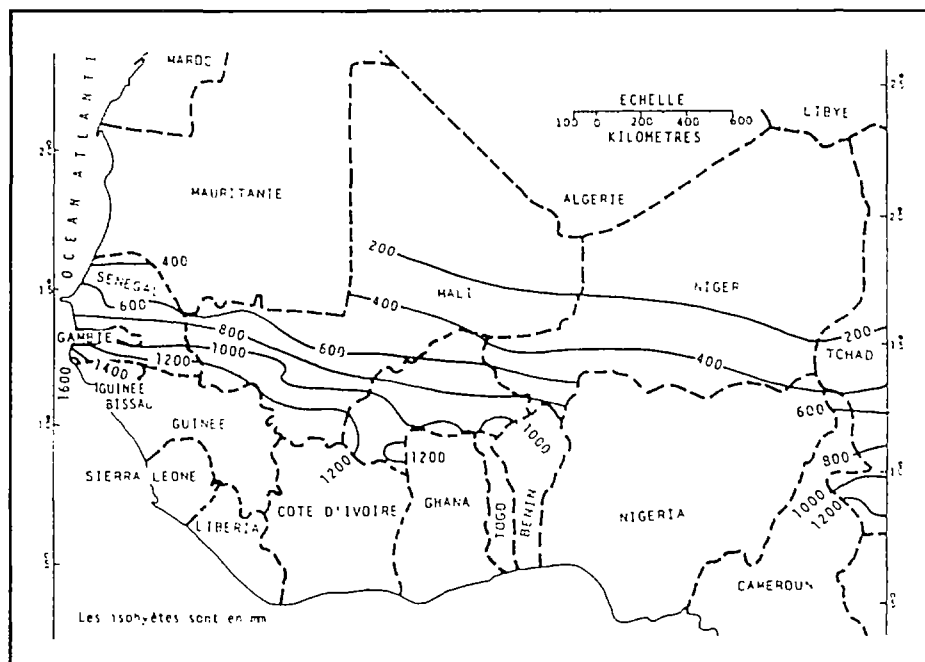 MAROC
OCEAN ATLANTI
ECHELLE
100 0 200 400 600
KILOMETRES
LIBYE
MAURITANIE
ALGERIE
200
400
SENEGAL
600
MALI
NIGER
400
800
600
200
GAMBIE
1000
400
TCHAD
1200
1400
1600
GUINEE
BISSAU
600
GUINEE
1000
1200
1200
800
SIERRA LEONE
1000
GHANA
COTE D'IVOIRE
TOGO
BENIN
NIGERIA
1200
LIBERIA
CAMEROUN
Les isohyètes sont en mm